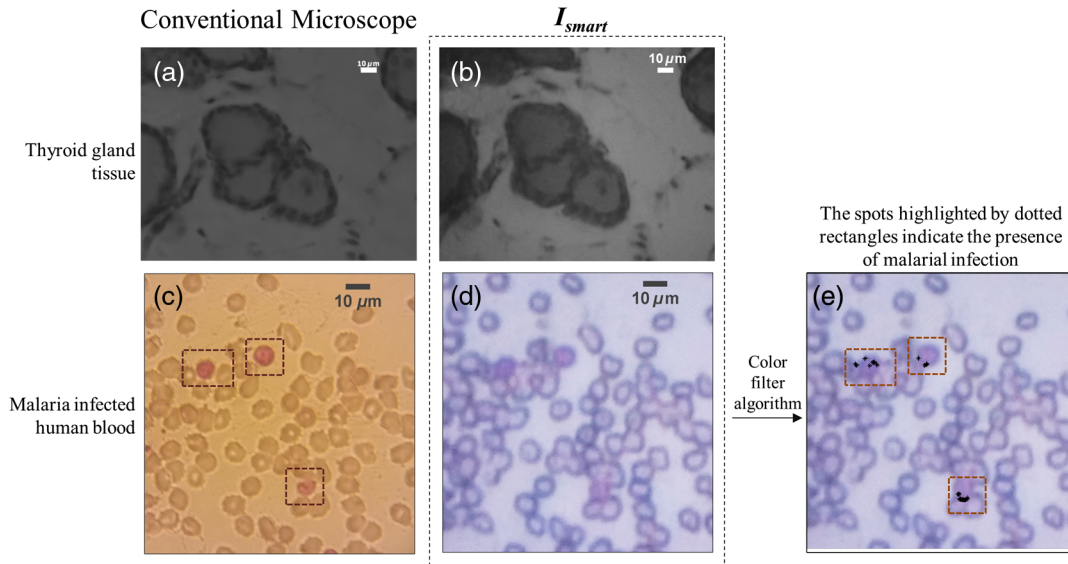 Conventional Microscope
I_smart
(a)
10 µm
(b)
10 µm
Thyroid gland
tissue
The spots highlighted by dotted
rectangles indicate the presence
of malarial infection
(c)
10 µm
(d)
10 µm
(e)
Color
filter
algorithm
Malaria infected
human blood